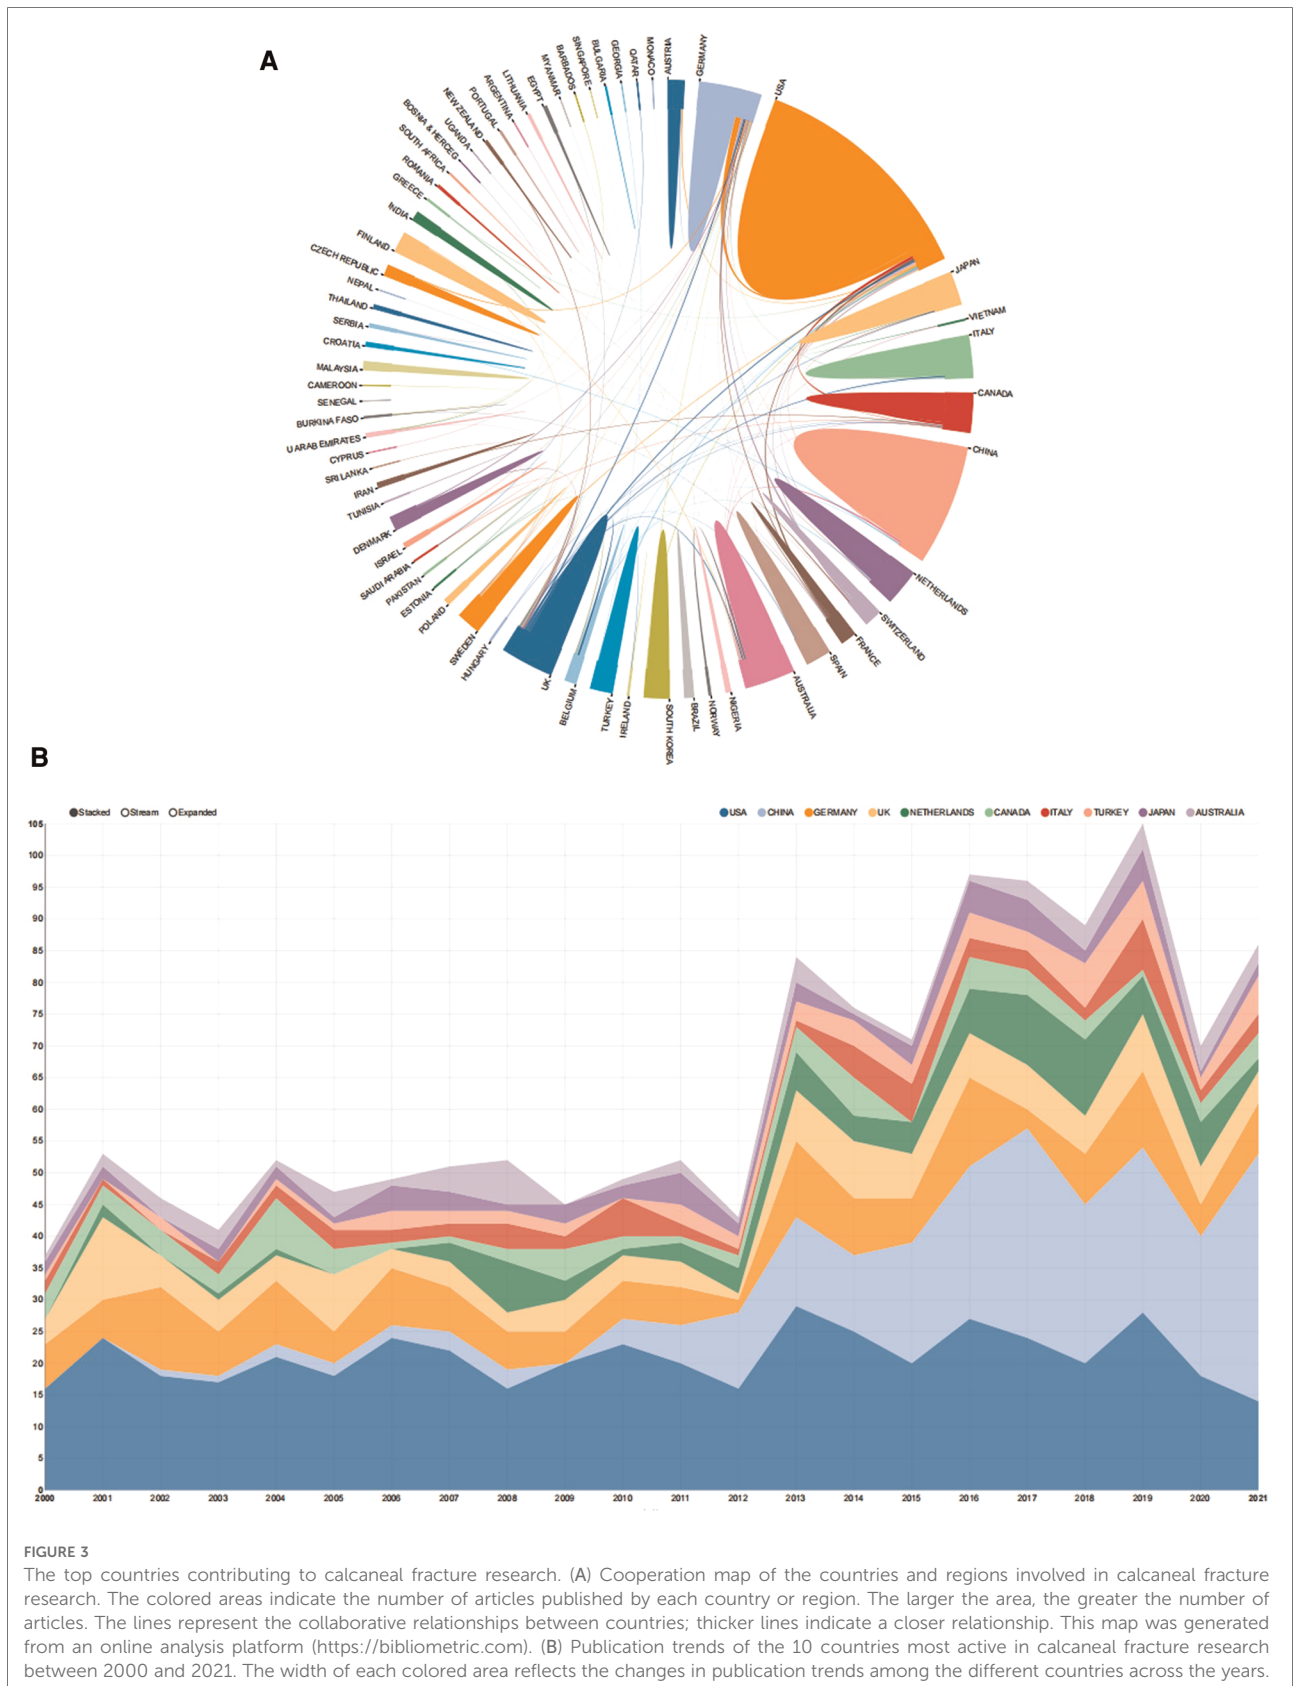 A
AUSTRIA
GERMANY
USA
JAPAN
VIETNAM
ITALY
CANADA
CHINA
NETHERLANDS
SWITZERLAND
FRANCE
SPAIN
AUSTRALIA
NIGERIA
NORWAY
BRAZIL
SOUTH KOREA
IRELAND
TURKEY
BELGIUM
UK
HUNGARY
SWEDEN
POLAND
ESTONIA
PAKISTAN
SAUDI ARABIA
ISRAEL
DENMARK
TUNISIA
IRAN
SRI LANKA
CYPRUS
U ARAB EMIRATES
BURKINA FASO
SENEGAL
CAMEROON
MALAYSIA
CROATIA
SERBIA
THAILAND
NEPAL
CZECH REPUBLIC
FINLAND
INDIA
GREECE
ROMANIA
SOUTH AFRICA
BOSNIA & HERCEG
UGANDA
NEW ZEALAND
PORTUGAL
ARGENTINA
LITHUANIA
EGYPT
MYANMAR
BARBADOS
SINGAPORE
BULGARIA
GEORGIA
QATAR
MONACO
B
Stacked Stream Expanded
USA CHINA GERMANY UK NETHERLANDS CANADA ITALY TURKEY JAPAN AUSTRALIA
105
100
95
90
85
80
75
70
65
60
55
50
45
40
35
30
25
20
15
10
5
0
2000 2001 2002 2003 2004 2005 2006 2007 2008 2009 2010 2011 2012 2013 2014 2015 2016 2017 2018 2019 2020 2021
FIGURE 3
The top countries contributing to calcaneal fracture research. (A) Cooperation map of the countries and regions involved in calcaneal fracture
research. The colored areas indicate the number of articles published by each country or region. The larger the area, the greater the number of
articles. The lines represent the collaborative relationships between countries; thicker lines indicate a closer relationship. This map was generated
from an online analysis platform (https://bibliometric.com). (B) Publication trends of the 10 countries most active in calcaneal fracture research
between 2000 and 2021. The width of each colored area reflects the changes in publication trends among the different countries across the years.